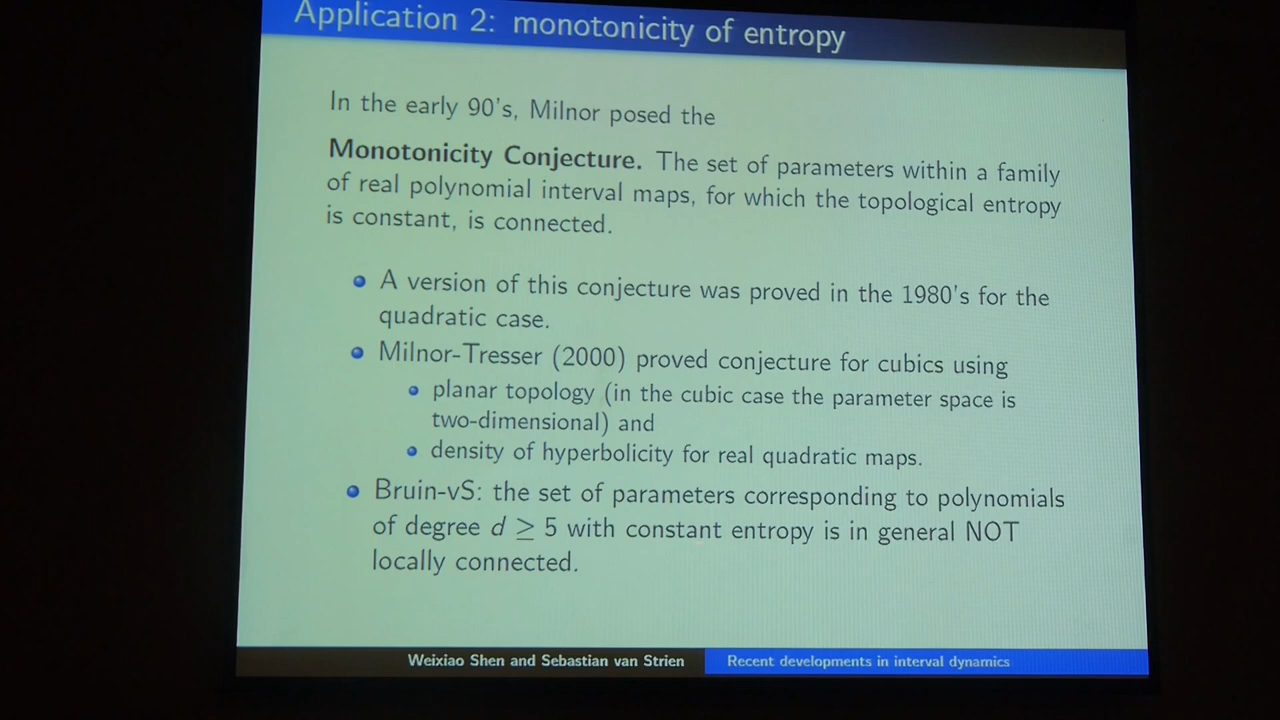 Application 2: monotonicity of entropy
In the early 90's, Milnor posed the
Monotonicity Conjecture. The set of parameters within a family
of real polynomial interval maps, for which the topological entropy
is constant, is connected.
A version of this conjecture was proved in the 1980's for the
quadratic case.
Milnor-Tresser (2000) proved conjecture for cubics using
planar topology (in the cubic case the parameter space is
two-dimensional) and
density of hyperbolicity for real quadratic maps.
Bruin-vS: the set of parameters corresponding to polynomials
of degree d ≥ 5 with constant entropy is in general NOT
locally connected.
Weixiao Shen and Sebastian van Strien
Recent developments in interval dynamics